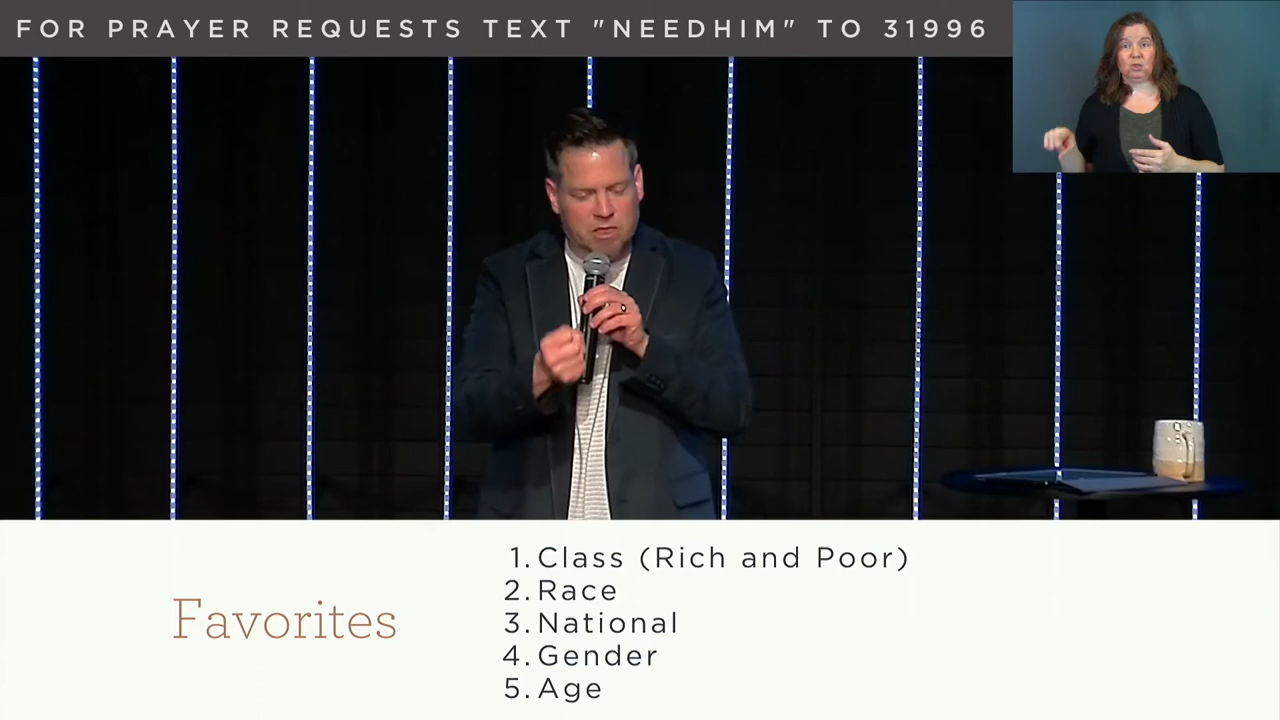 FOR PRAYER REQUESTS TEXT "NEEDHIM" TO 31996
Favorites
1. Class (Rich and Poor)
2. Race
3. National
4. Gender
5. Age